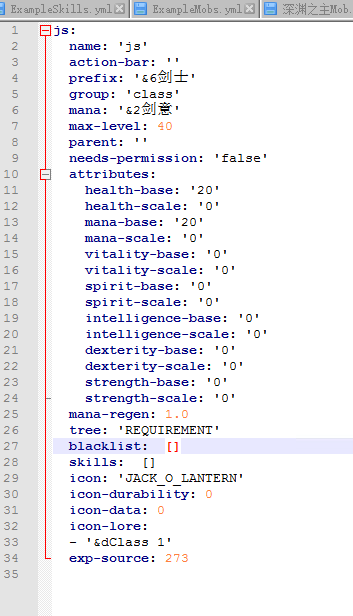 ExampleSkills.yml ExampleMobs.yml 深渊之主Mob.
1 js:
2 name: 'js'
3 action-bar: ''
4 prefix: '&6剑士'
5 group: 'class'
6 mana: '&2剑意'
7 max-level: 40
8 parent: ''
9 needs-permission: 'false'
10 attributes:
11 health-base: '20'
12 health-scale: '0'
13 mana-base: '20'
14 mana-scale: '0'
15 vitality-base: '0'
16 vitality-scale: '0'
17 spirit-base: '0'
18 spirit-scale: '0'
19 intelligence-base: '0'
20 intelligence-scale: '0'
21 dexterity-base: '0'
22 dexterity-scale: '0'
23 strength-base: '0'
24 strength-scale: '0'
25 mana-regen: 1.0
26 tree: 'REQUIREMENT'
27 blacklist: []
28 skills: []
29 icon: 'JACK_O_LANTERN'
30 icon-durability: 0
31 icon-data: 0
32 icon-lore:
33 - '&dClass 1'
34 exp-source: 273
35